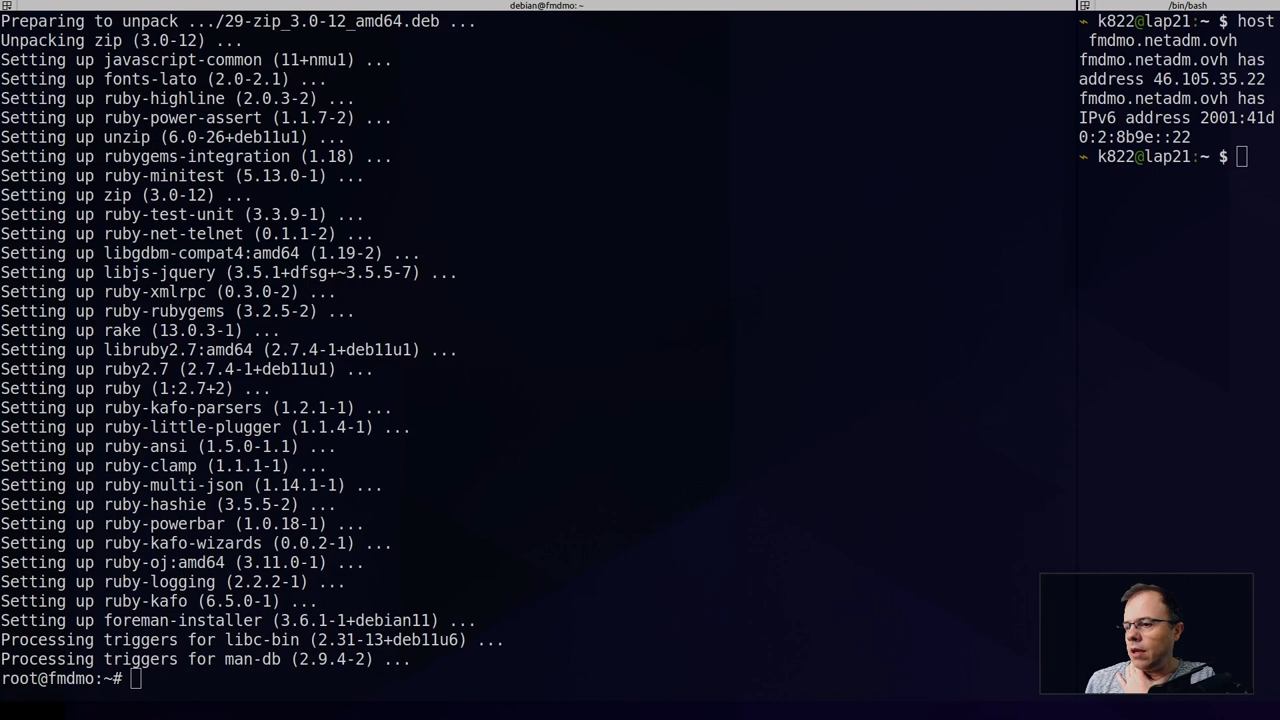 debian@fmdmo: ~
Preparing to unpack .../29-zip_3.0-12_amd64.deb ...
Unpacking zip (3.0-12) ...
Setting up javascript-common (11+nmu1) ...
Setting up fonts-lato (2.0-2.1) ...
Setting up ruby-highline (2.0.3-2) ...
Setting up ruby-power-assert (1.1.7-2) ...
Setting up unzip (6.0-26+deb11u1) ...
Setting up rubygems-integration (1.18) ...
Setting up ruby-minitest (5.13.0-1) ...
Setting up zip (3.0-12) ...
Setting up ruby-test-unit (3.3.9-1) ...
Setting up ruby-net-telnet (0.1.1-2) ...
Setting up libgdbm-compat4:amd64 (1.19-2) ...
Setting up libjs-jquery (3.5.1+dfsg+~3.5.5-7) ...
Setting up ruby-xmlrpc (0.3.0-2) ...
Setting up ruby-rubygems (3.2.5-2) ...
Setting up rake (13.0.3-1) ...
Setting up libruby2.7:amd64 (2.7.4-1+deb11u1) ...
Setting up ruby2.7 (2.7.4-1+deb11u1) ...
Setting up ruby (1:2.7+2) ...
Setting up ruby-kafo-parsers (1.2.1-1) ...
Setting up ruby-little-plugger (1.1.4-1) ...
Setting up ruby-ansi (1.5.0-1.1) ...
Setting up ruby-clamp (1.1.1-1) ...
Setting up ruby-multi-json (1.14.1-1) ...
Setting up ruby-hashie (3.5.5-2) ...
Setting up ruby-powerbar (1.0.18-1) ...
Setting up ruby-kafo-wizards (0.0.2-1) ...
Setting up ruby-oj:amd64 (3.11.0-1) ...
Setting up ruby-logging (2.2.2-1) ...
Setting up ruby-kafo (6.5.0-1) ...
Setting up foreman-installer (3.6.1-1+debian11) ...
Processing triggers for libc-bin (2.31-13+deb11u6) ...
Processing triggers for man-db (2.9.4-2) ...
root@fmdmo:~#
/bin/bash
~ k822@lap21:~ $ host
fmdmo.netadm.ovh
fmdmo.netadm.ovh has
address 46.105.35.22
fmdmo.netadm.ovh has
IPv6 address 2001:41d
0:2:8b9e::22
~ k822@lap21:~ $